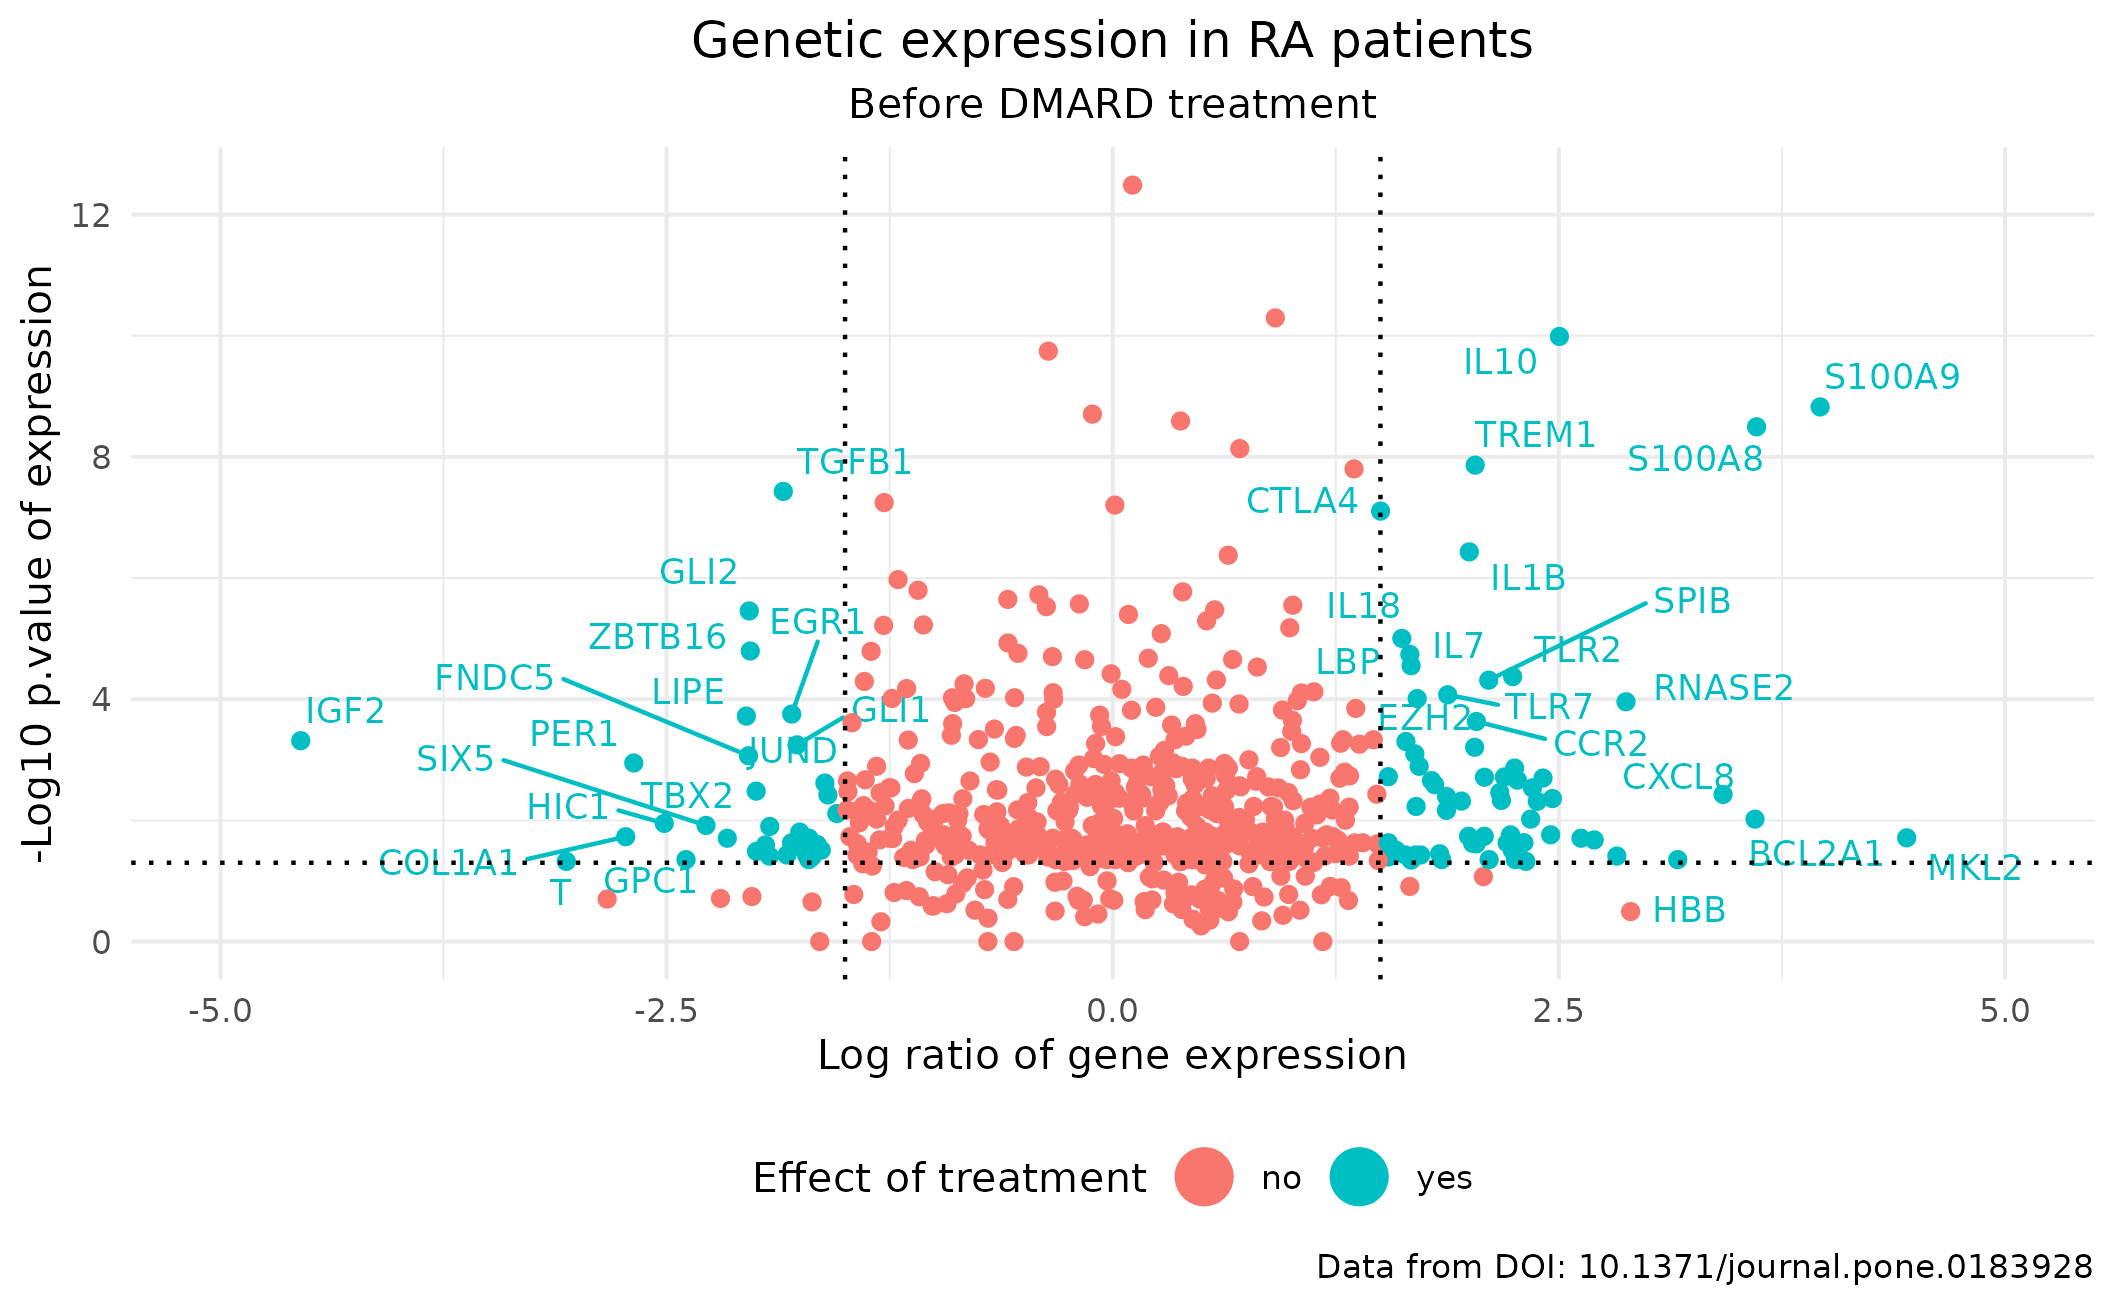 Genetic expression in RA patients
Before DMARD treatment
-Log10 p.value of expression
12
8
4
0
IL10
S100A9
TREM1
S100A8
TGFB1
CTLA4
GLI2
IL1B
EGR1
IL18
SPIB
ZBTB16
IL7
TLR2
FNDC5
LBP
LIPE
RNASE2
IGF2
GLI1
EZH2
TLR7
PER1
JUND
CCR2
SIX5
CXCL8
TBX2
HIC1
COL1A1
BCL2A1
T
GPC1
MKL2
HBB
-5.0
-2.5
0.0
2.5
5.0
Log ratio of gene expression
Effect of treatment
no
yes
Data from DOI: 10.1371/journal.pone.0183928